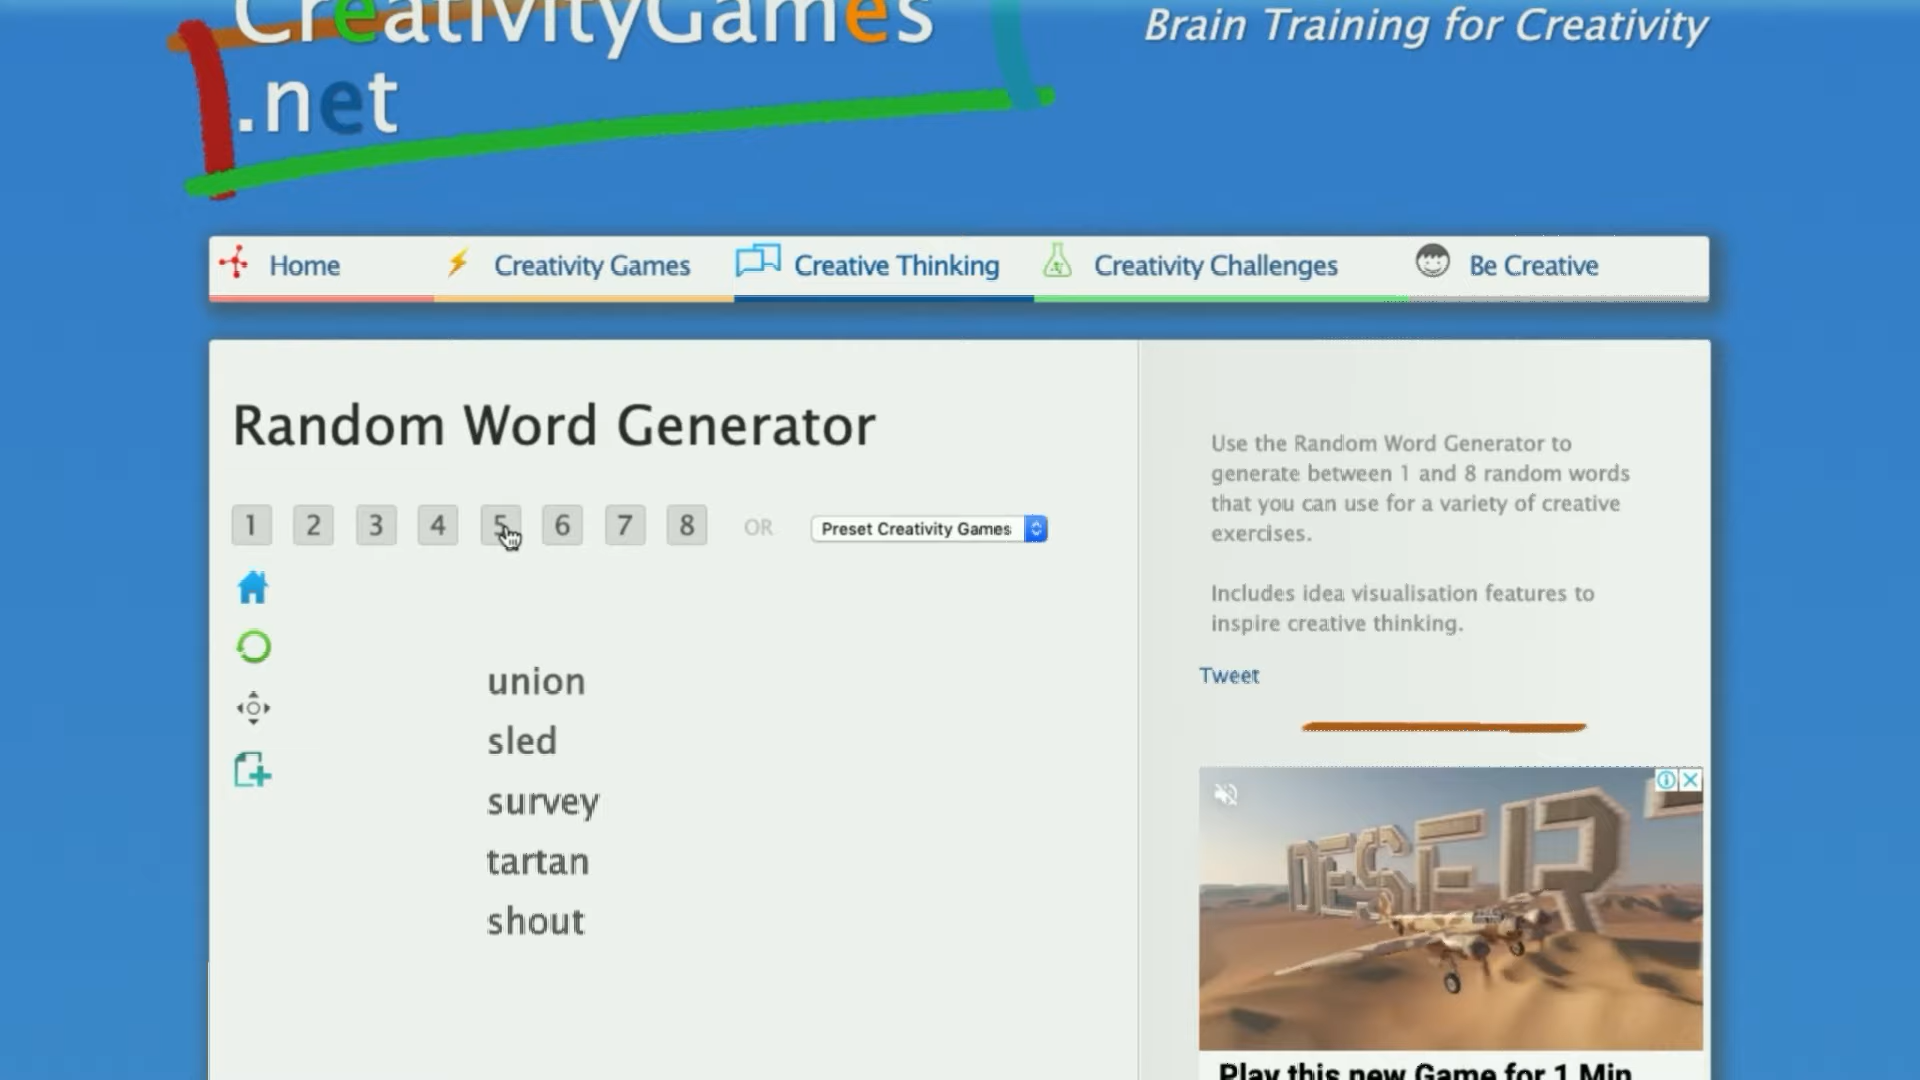 CreativityGames
.net
Brain Training for Creativity
Home
Creativity Games
Creative Thinking
Creativity Challenges
Be Creative
Random Word Generator
1 2 3 4 5 6 7 8 OR Preset Creativity Games
union
sled
survey
tartan
shout
Use the Random Word Generator to
generate between 1 and 8 random words
that you can use for a variety of creative
exercises.
Includes idea visualisation features to
inspire creative thinking.
Tweet
DESERT
Play this new Game for 1 Min